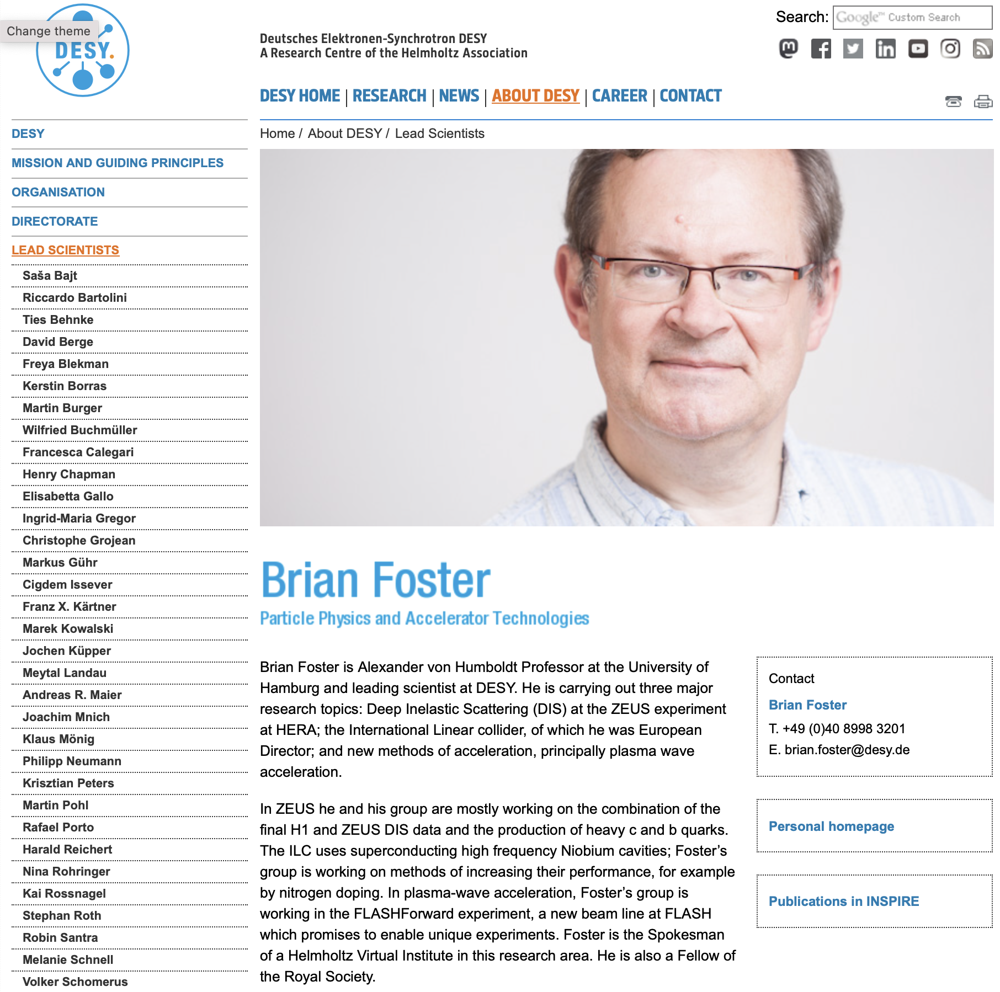 Change theme
DESY.
Deutsches Elektronen-Synchrotron DESY
A Research Centre of the Helmholtz Association
Search: Google™ Custom Search
DESY HOME | RESEARCH | NEWS | ABOUT DESY | CAREER | CONTACT
DESY
MISSION AND GUIDING PRINCIPLES
ORGANISATION
DIRECTORATE
LEAD SCIENTISTS
Saša Bajt
Riccardo Bartolini
Ties Behnke
David Berge
Freya Blekman
Kerstin Borras
Martin Burger
Wilfried Buchmüller
Francesca Calegari
Henry Chapman
Elisabetta Gallo
Ingrid-Maria Gregor
Christophe Grojean
Markus Gühr
Cigdem Issever
Franz X. Kärtner
Marek Kowalski
Jochen Küpper
Meytal Landau
Andreas R. Maier
Joachim Mnich
Klaus Mönig
Philipp Neumann
Krisztian Peters
Martin Pohl
Rafael Porto
Harald Reichert
Nina Rohringer
Kai Rossnagel
Stephan Roth
Robin Santra
Melanie Schnell
Volker Schomerus
Home / About DESY / Lead Scientists
Brian Foster
Particle Physics and Accelerator Technologies
Brian Foster is Alexander von Humboldt Professor at the University of
Hamburg and leading scientist at DESY. He is carrying out three major
research topics: Deep Inelastic Scattering (DIS) at the ZEUS experiment
at HERA; the International Linear collider, of which he was European
Director; and new methods of acceleration, principally plasma wave
acceleration.
In ZEUS he and his group are mostly working on the combination of the
final H1 and ZEUS DIS data and the production of heavy c and b quarks.
The ILC uses superconducting high frequency Niobium cavities; Foster’s
group is working on methods of increasing their performance, for example
by nitrogen doping. In plasma-wave acceleration, Foster’s group is
working in the FLASHForward experiment, a new beam line at FLASH
which promises to enable unique experiments. Foster is the Spokesman
of a Helmholtz Virtual Institute in this research area. He is also a Fellow of
the Royal Society.
Contact
Brian Foster
T. +49 (0)40 8998 3201
E. brian.foster@desy.de
Personal homepage
Publications in INSPIRE